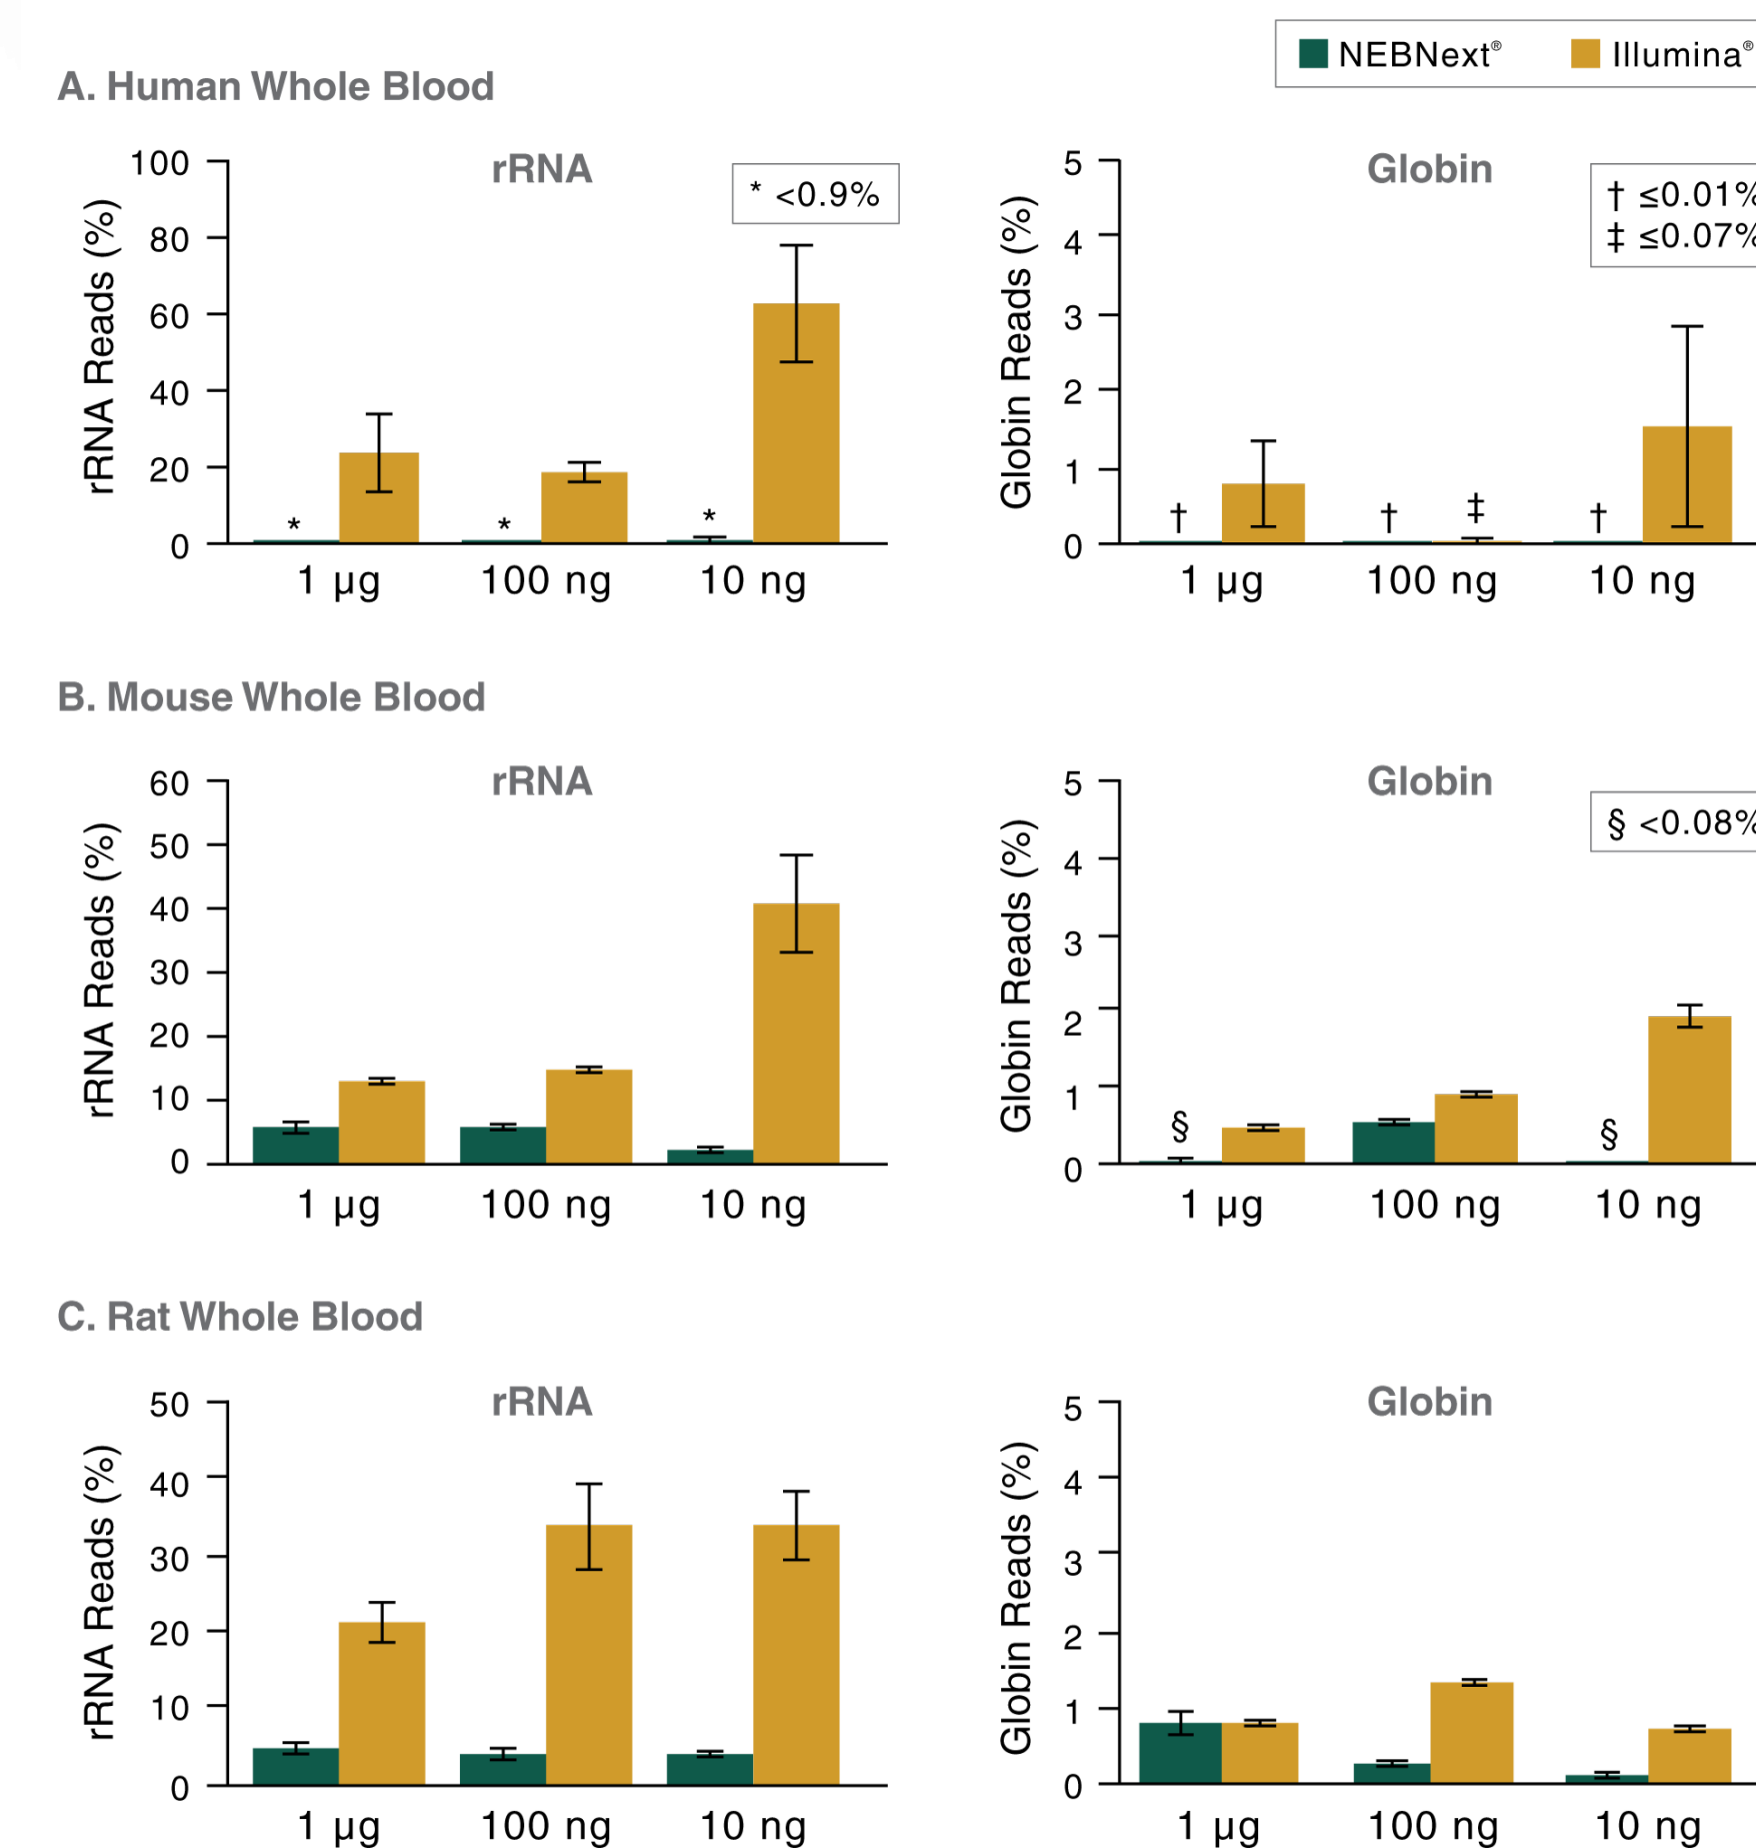 NEBNext® Illumina®
A. Human Whole Blood
rRNA
* <0.9%
rRNA Reads (%)
100
80
60
40
20
0
* * *
1 µg 100 ng 10 ng
Globin
† ≤0.01%
‡ ≤0.07%
Globin Reads (%)
5
4
3
2
1
0
† † ‡ †
1 µg 100 ng 10 ng
B. Mouse Whole Blood
rRNA
rRNA Reads (%)
60
50
40
30
20
10
0
1 µg 100 ng 10 ng
Globin
§ <0.08%
Globin Reads (%)
5
4
3
2
1
0
§ §
1 µg 100 ng 10 ng
C. Rat Whole Blood
rRNA
rRNA Reads (%)
50
40
30
20
10
0
1 µg 100 ng 10 ng
Globin
Globin Reads (%)
5
4
3
2
1
0
1 µg 100 ng 10 ng